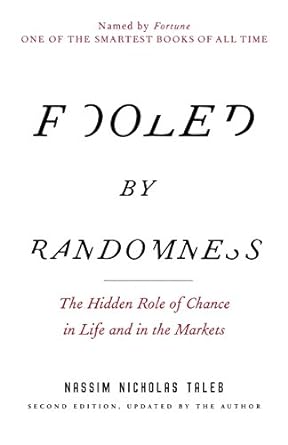 Named by Fortune
ONE OF THE SMARTEST BOOKS OF ALL TIME
FOOLED
BY
RANDOMNESS
The Hidden Role of Chance
in Life and in the Markets
NASSIM NICHOLAS TALEB
SECOND EDITION, UPDATED BY THE AUTHOR